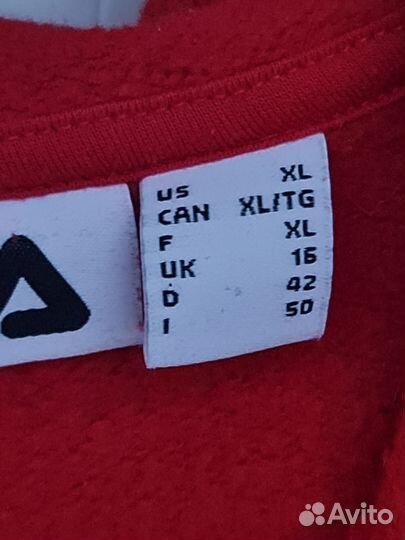 US XL
CAN XL/TG
F XL
UK 16
D 42
I 50
Avito